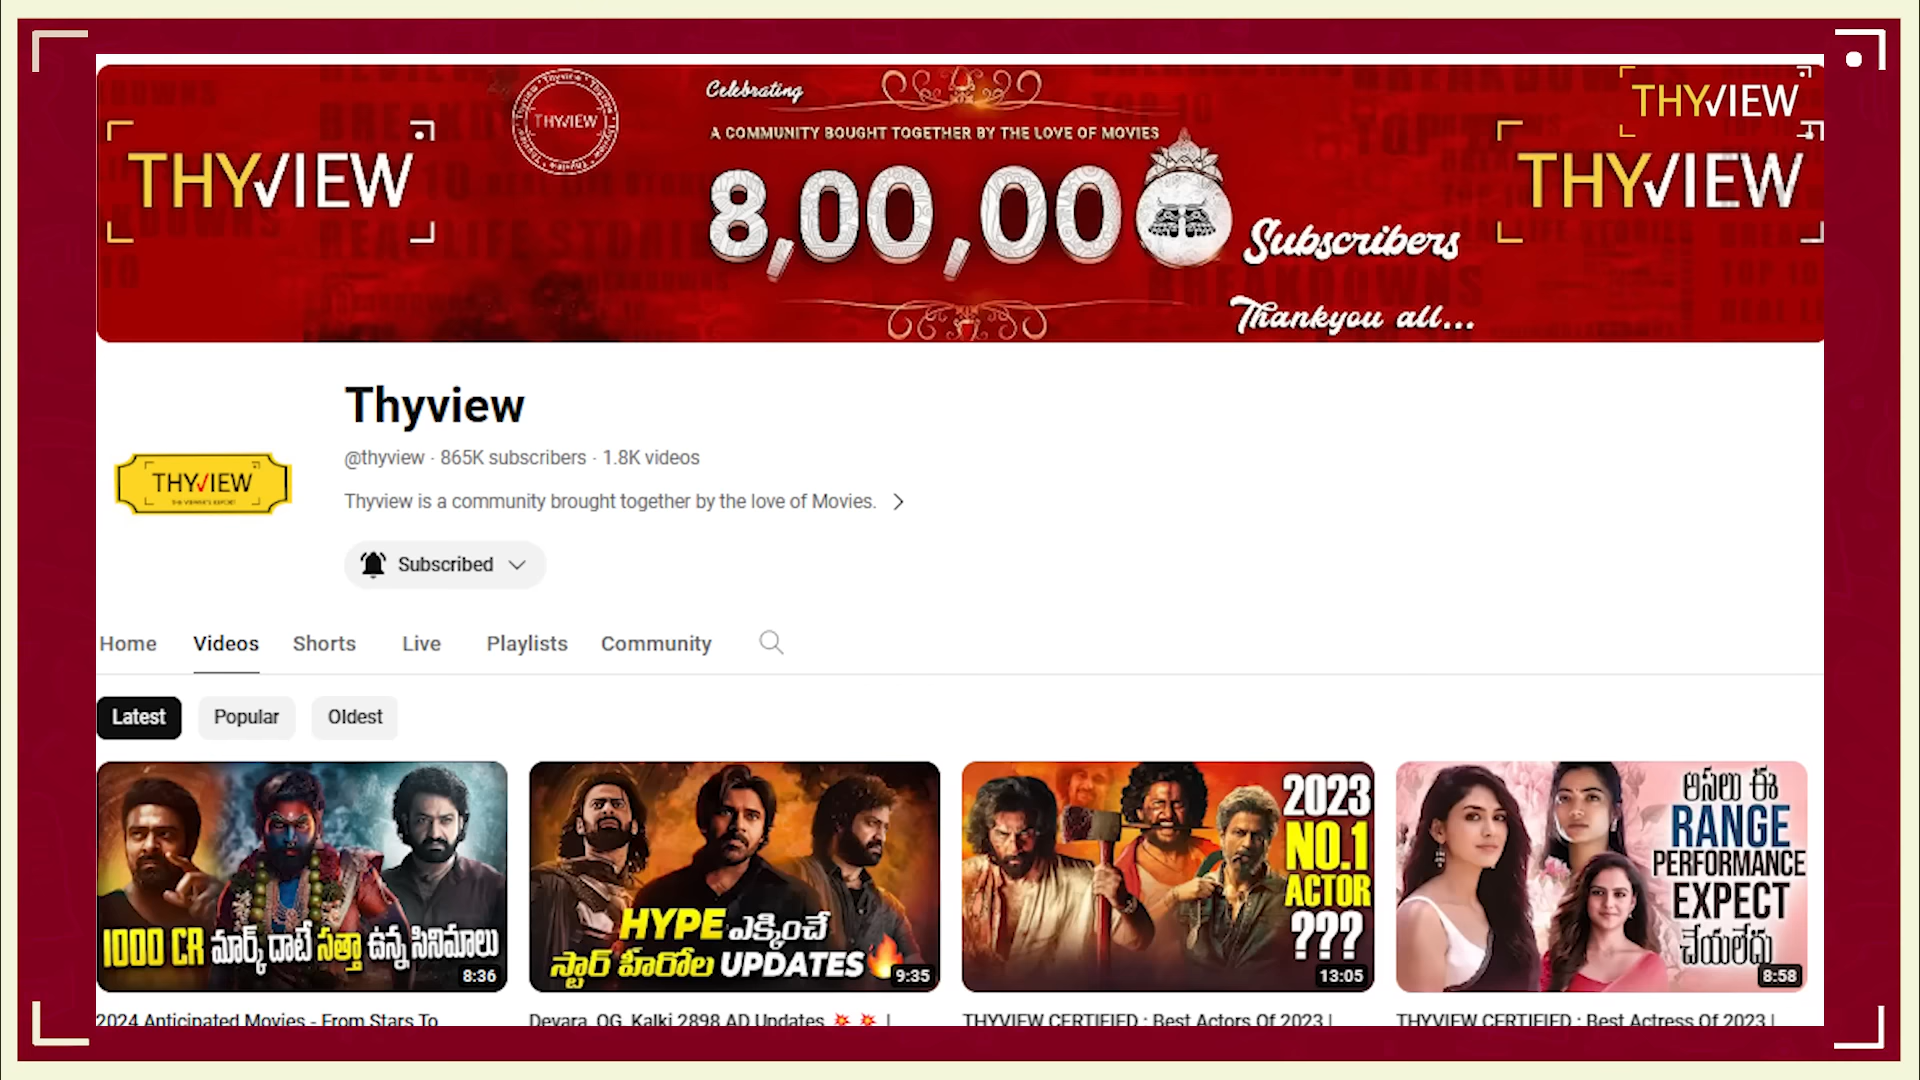 THYVIEW
Celebrating
A COMMUNITY BOUGHT TOGETHER BY THE LOVE OF MOVIES
8,00,000
Subscribers
Thankyou all...
THYVIEW
THYVIEW
THYVIEW
Thyview
@thyview · 865K subscribers · 1.8K videos
Thyview is a community brought together by the love of Movies.
THYVIEW
Subscribed
Home Videos Shorts Live Playlists Community
Latest Popular Oldest
1000 CR మార్క్ దాటే సత్తా ఉన్న సినిమాలు
8:36
HYPE ఎక్కించే
స్టార్ హీరోల UPDATES
9:35
2023
NO.1
ACTOR
???
13:05
అసలు ఈ
RANGE
PERFORMANCE
EXPECT
చేయలేదు
8:58
2024 Anticipated Movies - From Stars To
Devara, OG, Kalki 2898 AD Updates 💥 💥 |
THYVIEW CERTIFIED : Best Actors Of 2023 |
THYVIEW CERTIFIED : Best Actress Of 2023 |